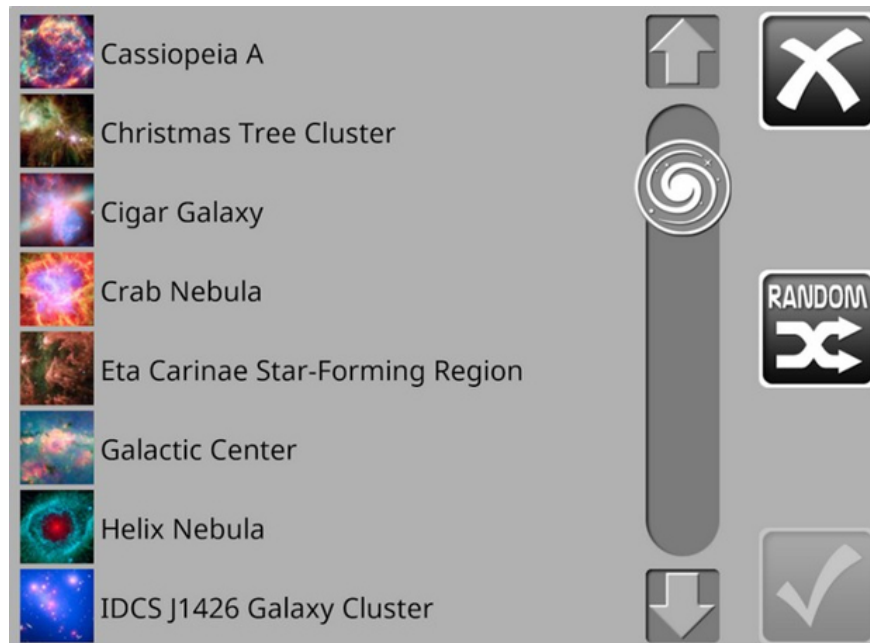 Cassiopeia A
Christmas Tree Cluster
Cigar Galaxy
Crab Nebula
RANDOM
Eta Carinae Star-Forming Region
Galactic Center
Helix Nebula
IDCS J1426 Galaxy Cluster